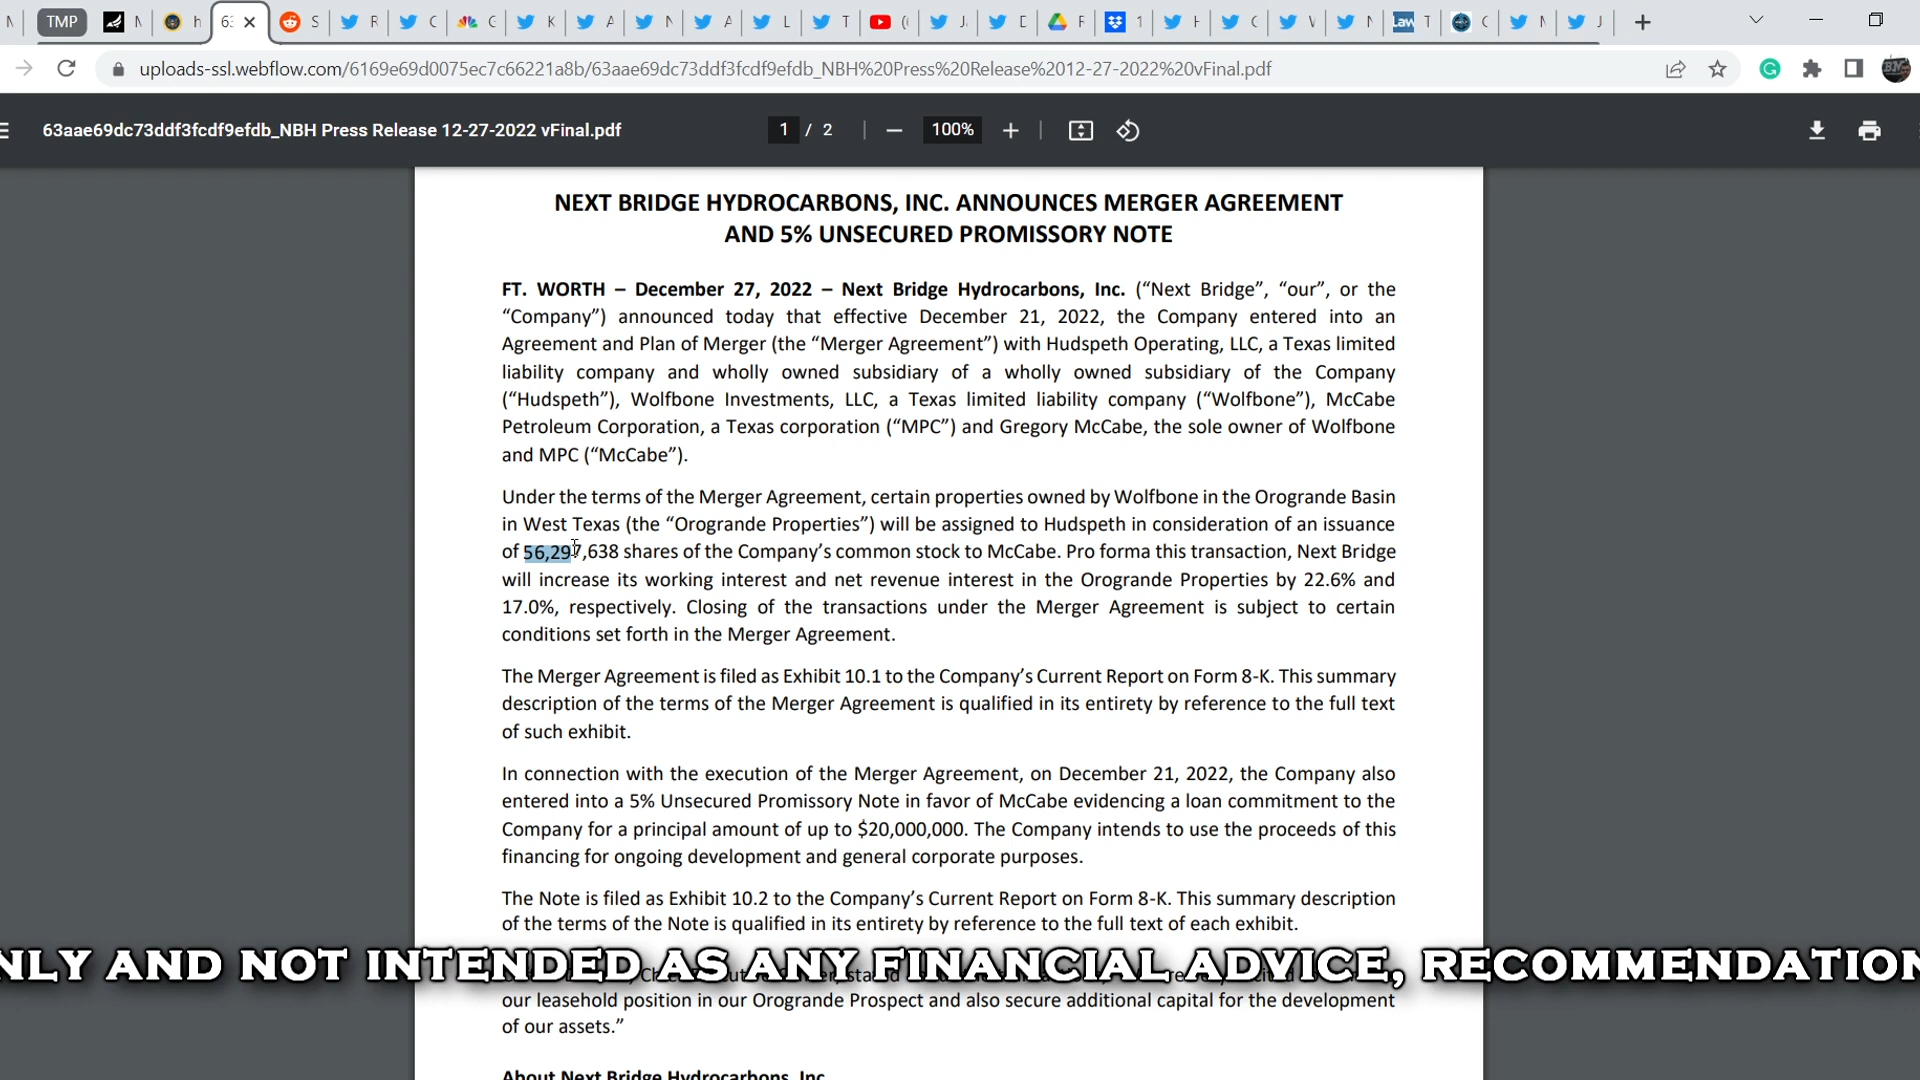 TMP
uploads-ssl.webflow.com/6169e69d0075ec7c66221a8b/63aae69dc73ddf3fcdf9efdb_NBH%20Press%20Release%2012-27-2022%20vFinal.pdf
63aae69dc73ddf3fcdf9efdb_NBH Press Release 12-27-2022 vFinal.pdf
1 / 2
100%
NEXT BRIDGE HYDROCARBONS, INC. ANNOUNCES MERGER AGREEMENT
AND 5% UNSECURED PROMISSORY NOTE
FT. WORTH – December 27, 2022 – Next Bridge Hydrocarbons, Inc. (“Next Bridge”, “our”, or the
“Company”) announced today that effective December 21, 2022, the Company entered into an
Agreement and Plan of Merger (the “Merger Agreement”) with Hudspeth Operating, LLC, a Texas limited
liability company and wholly owned subsidiary of a wholly owned subsidiary of the Company
(“Hudspeth”), Wolfbone Investments, LLC, a Texas limited liability company (“Wolfbone”), McCabe
Petroleum Corporation, a Texas corporation (“MPC”) and Gregory McCabe, the sole owner of Wolfbone
and MPC (“McCabe”).
Under the terms of the Merger Agreement, certain properties owned by Wolfbone in the Orogrande Basin
in West Texas (the “Orogrande Properties”) will be assigned to Hudspeth in consideration of an issuance
of 56,297,638 shares of the Company’s common stock to McCabe. Pro forma this transaction, Next Bridge
will increase its working interest and net revenue interest in the Orogrande Properties by 22.6% and
17.0%, respectively. Closing of the transactions under the Merger Agreement is subject to certain
conditions set forth in the Merger Agreement.
The Merger Agreement is filed as Exhibit 10.1 to the Company’s Current Report on Form 8-K. This summary
description of the terms of the Merger Agreement is qualified in its entirety by reference to the full text
of such exhibit.
In connection with the execution of the Merger Agreement, on December 21, 2022, the Company also
entered into a 5% Unsecured Promissory Note in favor of McCabe evidencing a loan commitment to the
Company for a principal amount of up to $20,000,000. The Company intends to use the proceeds of this
financing for ongoing development and general corporate purposes.
The Note is filed as Exhibit 10.2 to the Company’s Current Report on Form 8-K. This summary description
of the terms of the Note is qualified in its entirety by reference to the full text of each exhibit.
NLY AND NOT INTENDED AS ANY FINANCIAL ADVICE, RECOMMENDATION
our leasehold position in our Orogrande Prospect and also secure additional capital for the development
of our assets.”
About Next Bridge Hydrocarbons, Inc.